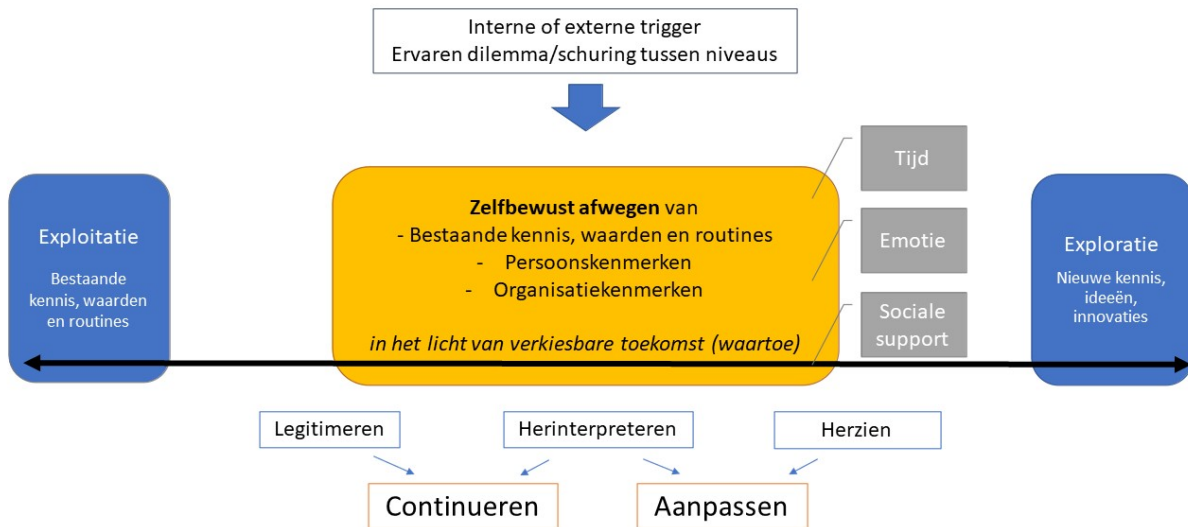 Interne of externe trigger
Ervaren dilemma/schuring tussen niveaus
Exploitatie
Bestaande
kennis, waarden
en routines
Zelfbewust afwegen van
- Bestaande kennis, waarden en routines
- Persoonskenmerken
- Organisatiekenmerken
in het licht van verkiesbare toekomst (waartoe)
Tijd
Emotie
Sociale
support
Exploratie
Nieuwe kennis,
ideeën,
innovaties
Legitimeren
Herinterpreteren
Herzien
Continueren
Aanpassen